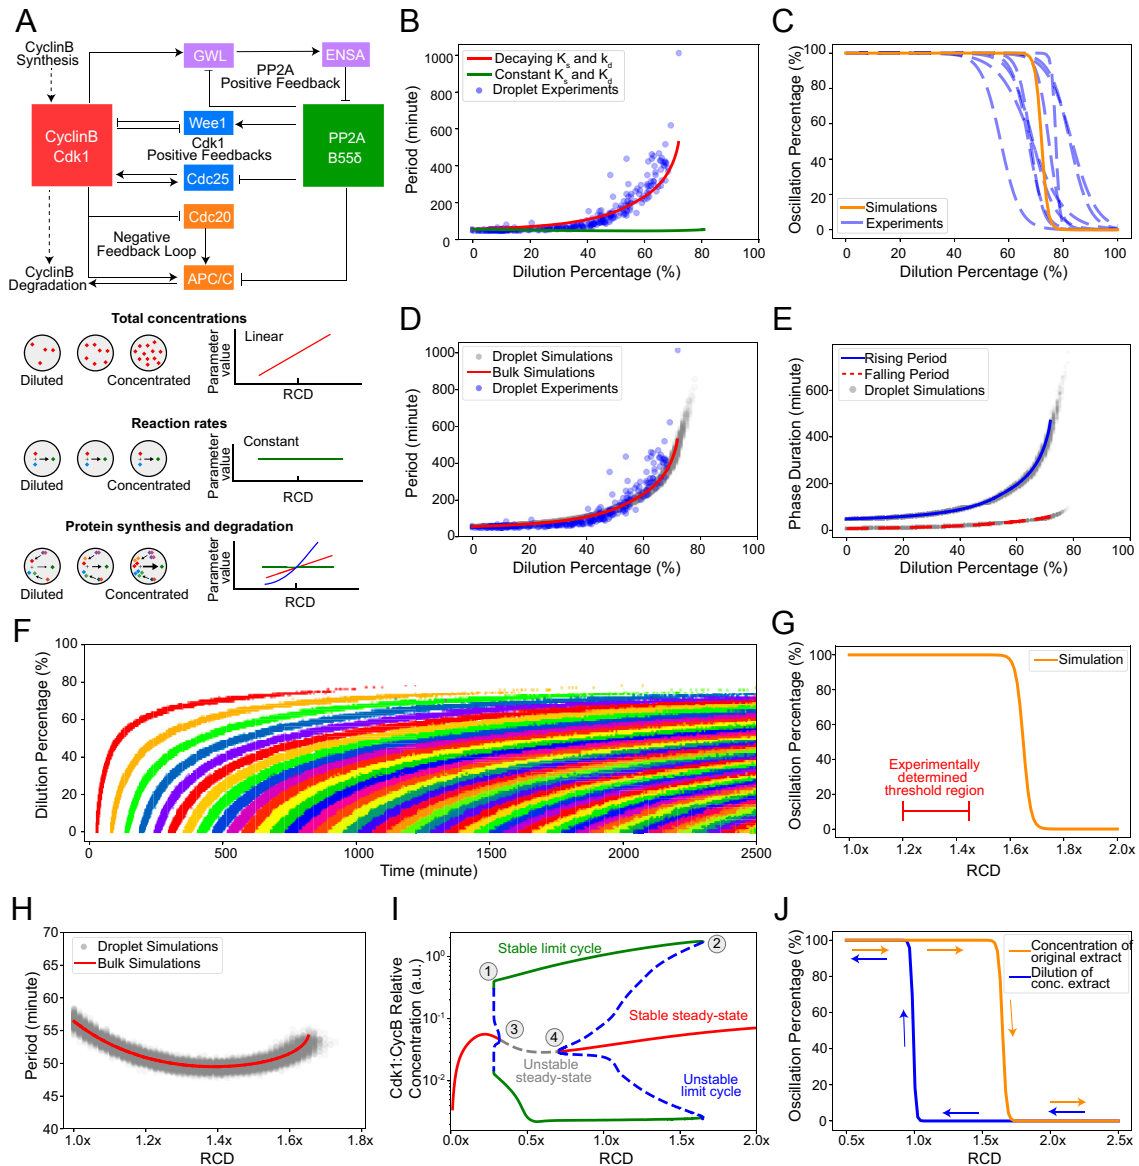 A
CyclinB
Synthesis
GWL
ENSA
PP2A
Positive Feedback
CyclinB
Cdk1
Wee1
Cdk1
Positive Feedbacks
Cdc25
PP2A
B55δ
Cdc20
Negative
Feedback Loop
CyclinB
Degradation
APC/C
Total concentrations
Diluted
Concentrated
Parameter
value
Linear
RCD
Reaction rates
Diluted
Concentrated
Parameter
value
Constant
RCD
Protein synthesis and degradation
Diluted
Concentrated
Parameter
value
RCD
B
Period (minute)
1000
800
600
400
200
0
Decaying K_s and k_d
Constant K_s and K_d
Droplet Experiments
0 20 40 60 80 100
Dilution Percentage (%)
C
Oscillation Percentage (%)
100
80
60
40
20
0
Simulations
Experiments
0 20 40 60 80 100
Dilution Percentage (%)
D
Period (minute)
1000
800
600
400
200
0
Droplet Simulations
Bulk Simulations
Droplet Experiments
0 20 40 60 80 100
Dilution Percentage (%)
E
Phase Duration (minute)
600
400
200
0
Rising Period
Falling Period
Droplet Simulations
0 20 40 60 80 100
Dilution Percentage (%)
F
Dilution Percentage (%)
100
80
60
40
20
0
0 500 1000 1500 2000 2500
Time (minute)
G
Oscillation Percentage (%)
100
80
60
40
20
0
Simulation
Experimentally
determined
threshold region
1.0x 1.2x 1.4x 1.6x 1.8x 2.0x
RCD
H
Period (minute)
70
65
60
55
50
45
40
Droplet Simulations
Bulk Simulations
1.0x 1.2x 1.4x 1.6x 1.8x
RCD
I
Cdk1:CycB Relative
Concentration (a.u.)
10^0
10^-1
10^-2
Stable limit cycle
1
2
3
4
Stable steady-state
Unstable
steady-state
Unstable
limit cycle
0.0x 0.5x 1.0x 1.5x 2.0x
RCD
J
Oscillation Percentage (%)
100
80
60
40
20
0
Concentration of
original extract
Dilution of
conc. extract
0.5x 1.0x 1.5x 2.0x 2.5x
RCD